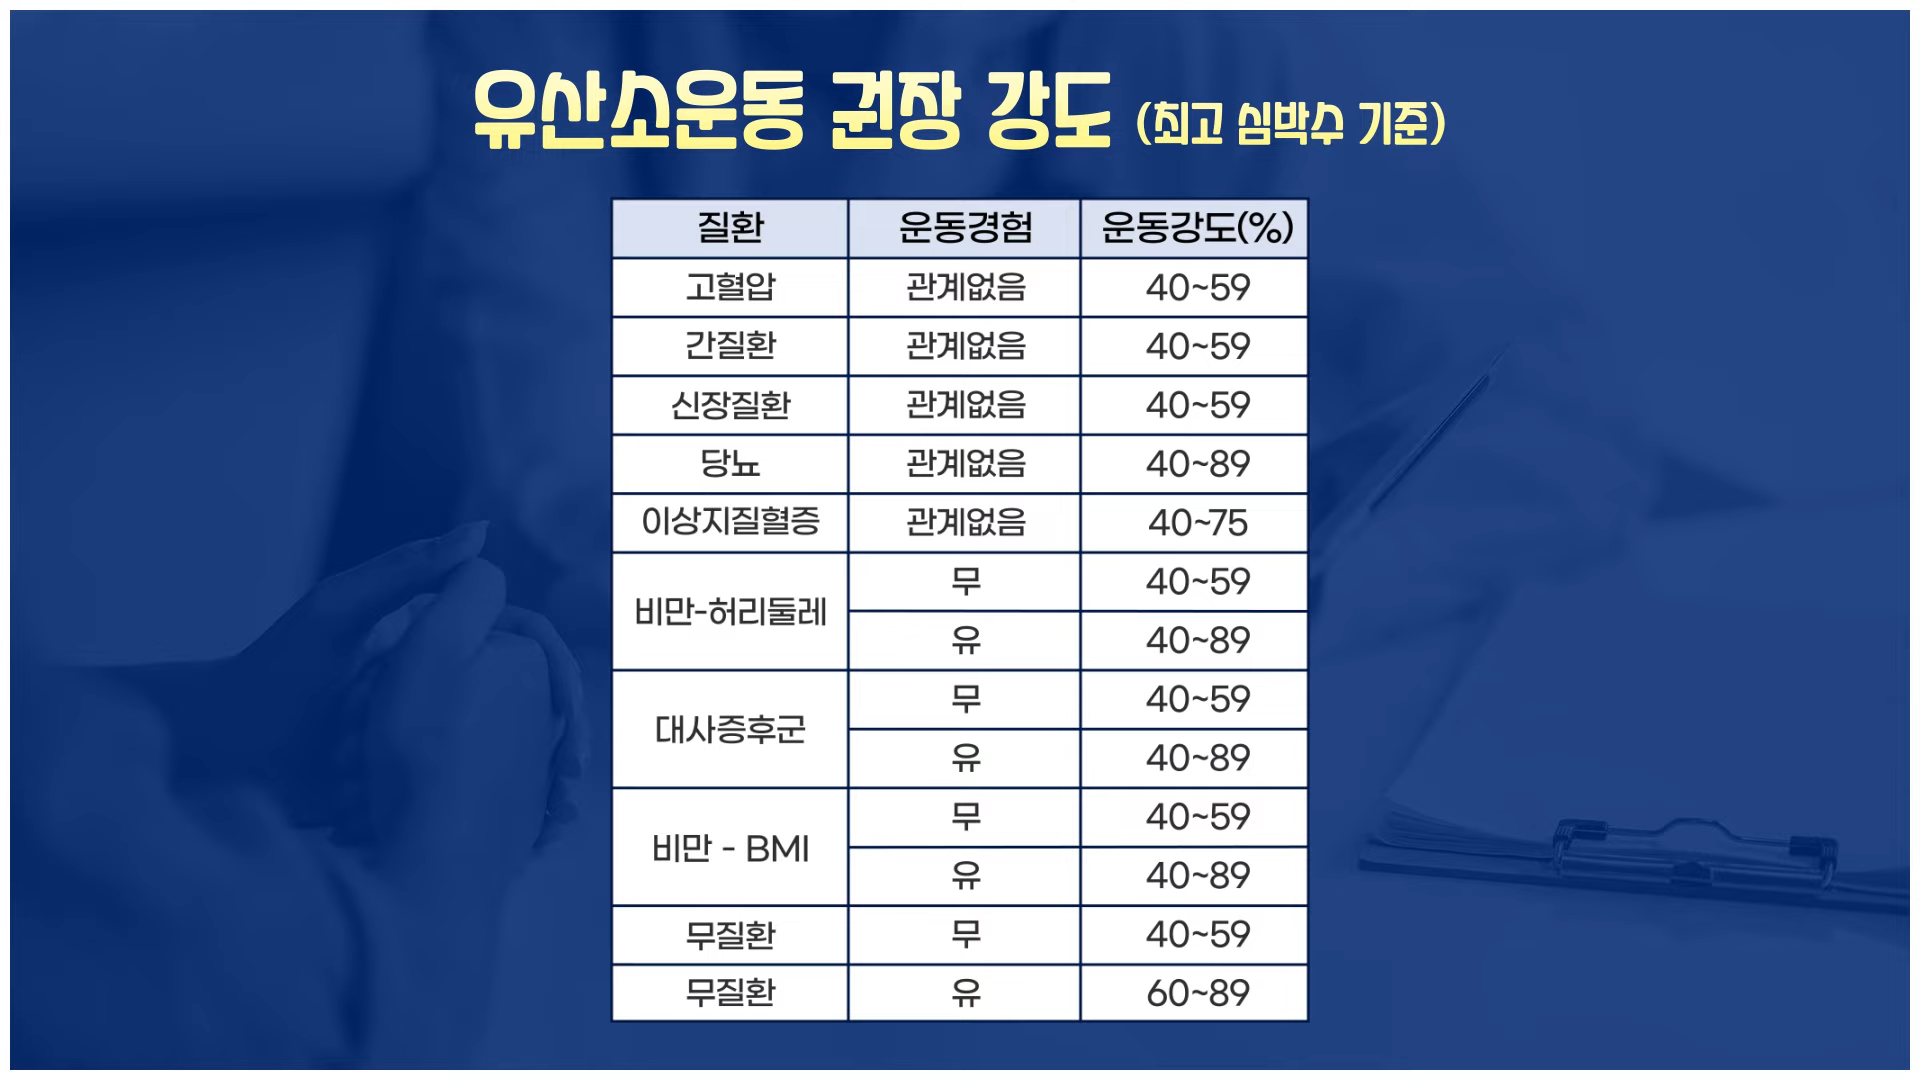 유산소운동 권장 강도 (최고 심박수 기준)
질환 운동경험 운동강도(%)
고혈압 관계없음 40~59
간질환 관계없음 40~59
신장질환 관계없음 40~59
당뇨 관계없음 40~89
이상지질혈증 관계없음 40~75
비만-허리둘레 무 40~59
유 40~89
대사증후군 무 40~59
유 40~89
비만 - BMI 무 40~59
유 40~89
무질환 무 40~59
무질환 유 60~89